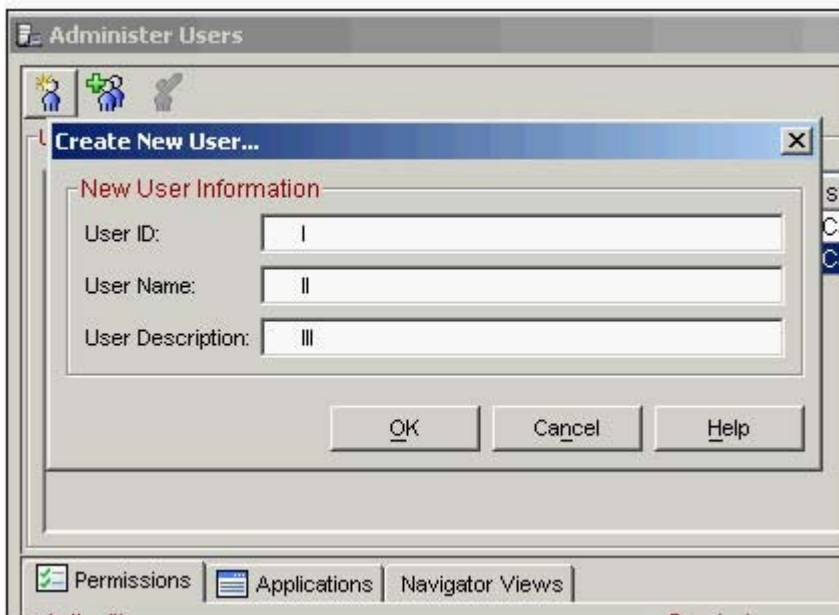 Administer Users
Create New User...
New User Information
User ID: I
User Name: II
User Description: III
OK Cancel Help
Permissions Applications Navigator Views